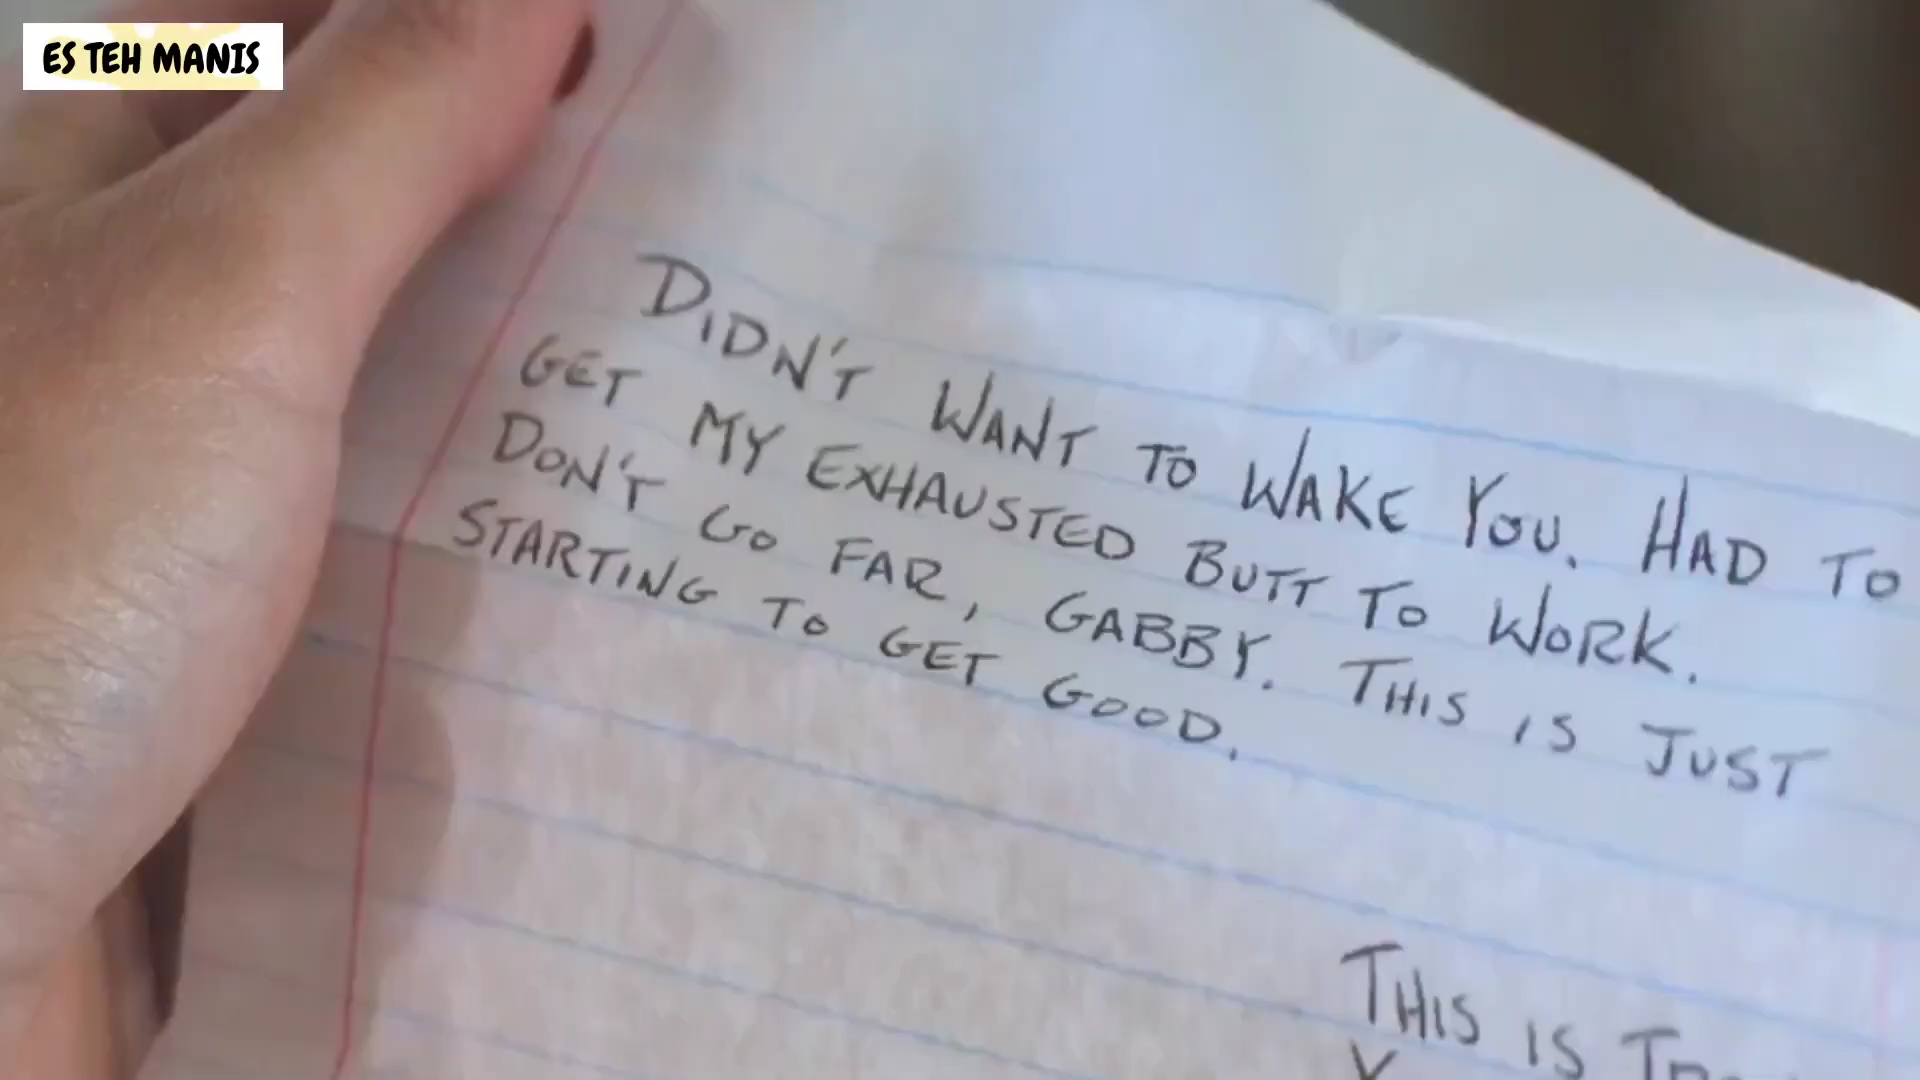 ES TEH MANIS
DIDN'T WANT TO WAKE YOU. HAD TO
GET MY EXHAUSTED BUTT TO WORK.
DON'T GO FAR, GABBY. THIS IS JUST
STARTING TO GET GOOD.
THIS IS